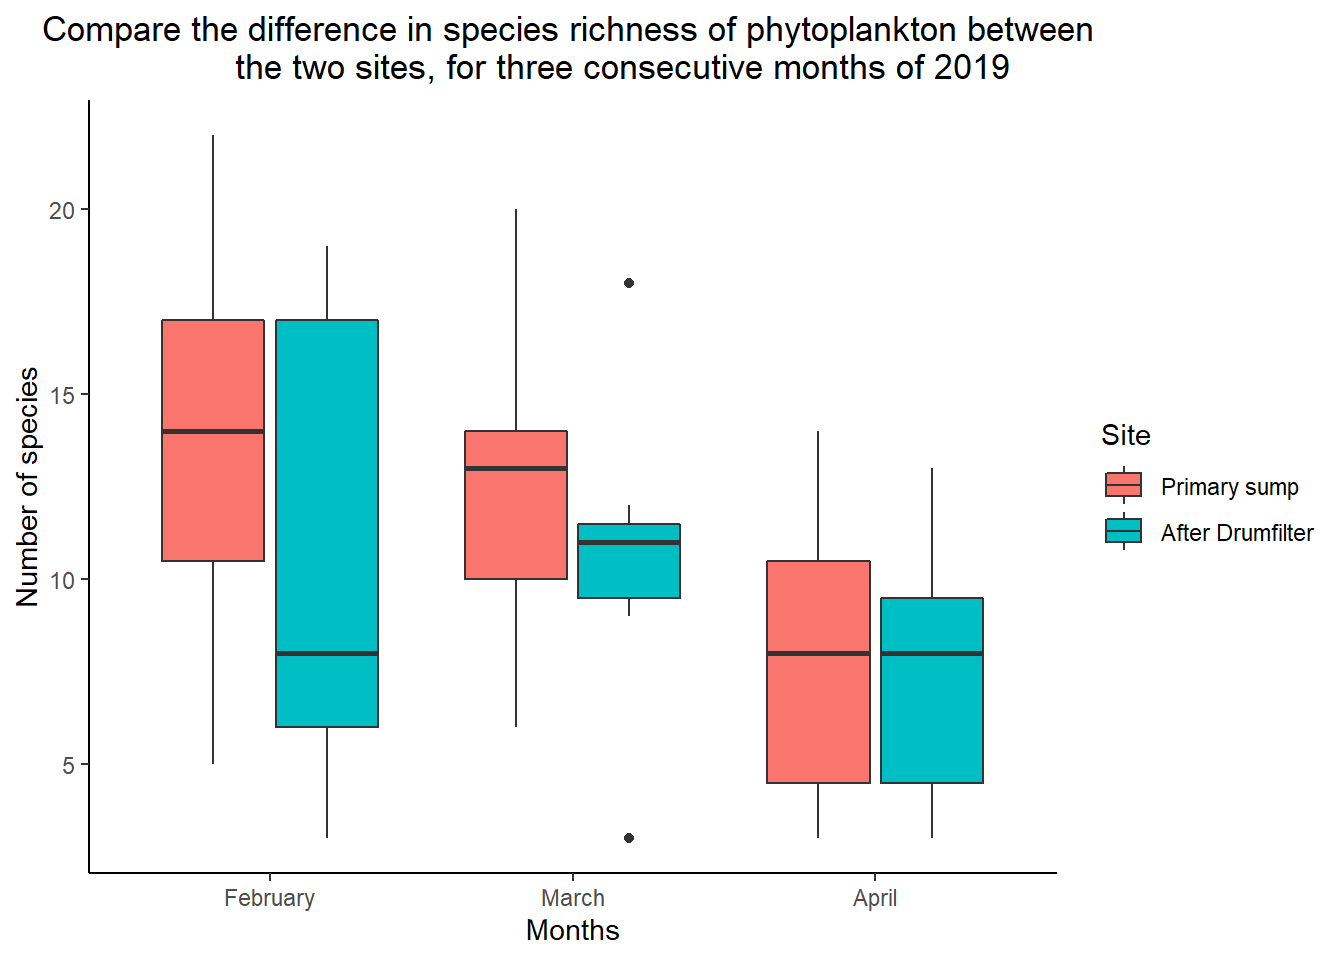 Compare the difference in species richness of phytoplankton between
the two sites, for three consecutive months of 2019
Number of species
20
15
10
5
February
March
April
Months
Site
Primary sump
After Drumfilter